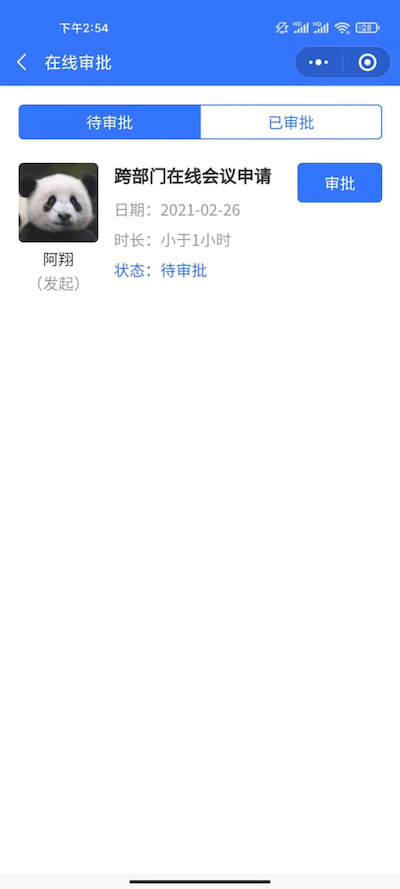 下午2:54
HD HD 28
在线审批
待审批 已审批
跨部门在线会议申请 审批
日期：2021-02-26
时长：小于1小时
状态：待审批
阿翔
（发起）